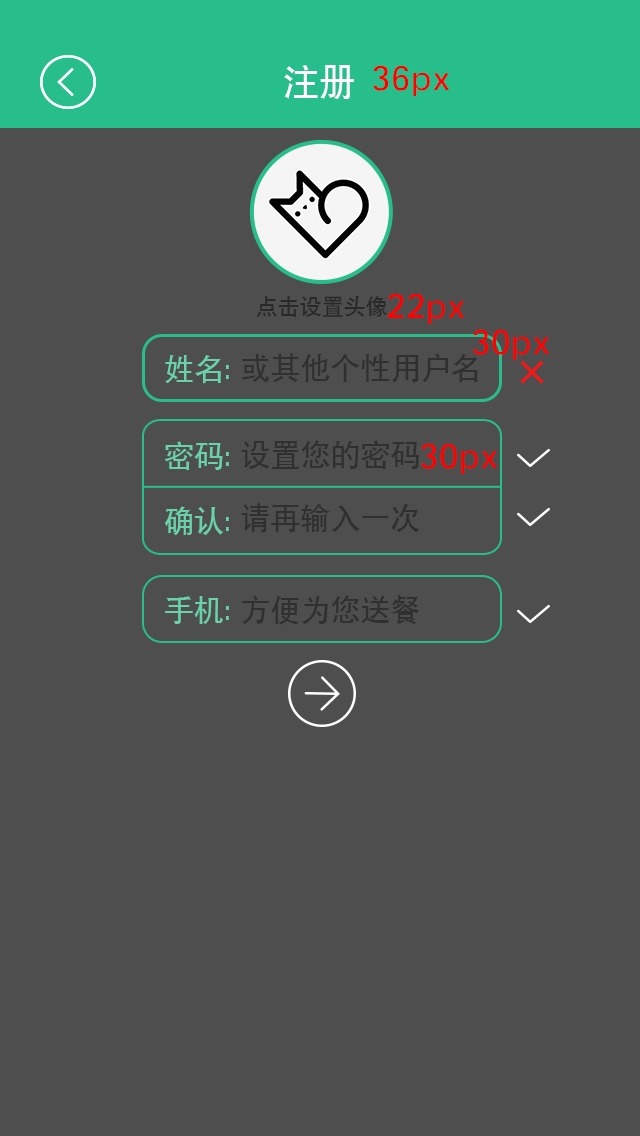 注册 36px
点击设置头像22px
30px
姓名: 或其他个性用户名
密码: 设置您的密码30px
确认: 请再输入一次
手机: 方便为您送餐